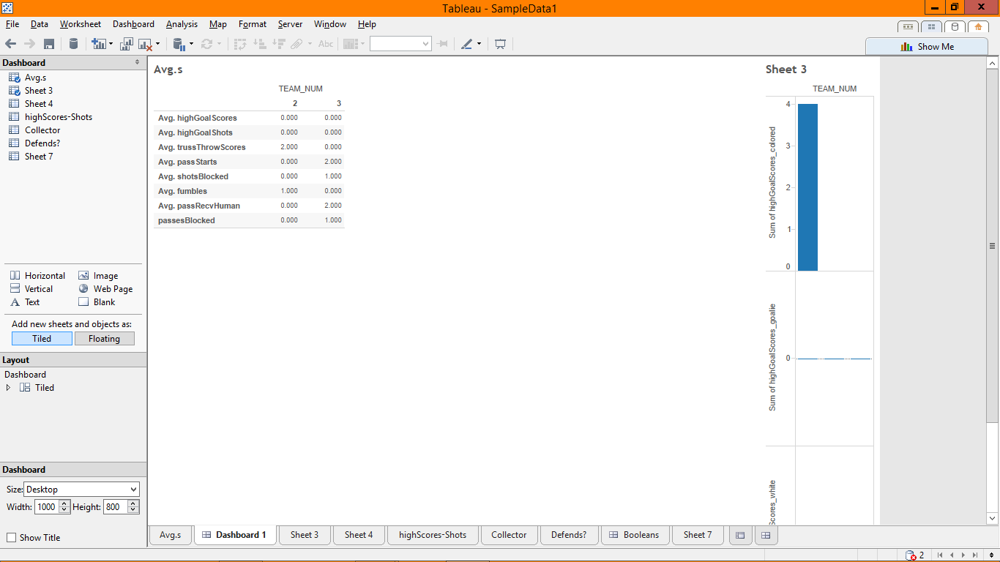 Tableau - SampleData1
File Data Worksheet Dashboard Analysis Map Format Server Window Help
Abc
Show Me
Dashboard
Avg.s
Sheet 3
Sheet 4
highScores-Shots
Collector
Defends?
Sheet 7
Horizontal Image
Vertical Web Page
Text Blank
Add new sheets and objects as:
Tiled Floating
Layout
Dashboard
Tiled
Dashboard
Size: Desktop
Width: 1000 Height: 800
Show Title
Avg.s
TEAM_NUM
2 3
Avg. highGoalScores 0.000 0.000
Avg. highGoalShots 0.000 0.000
Avg. trussThrowScores 2.000 0.000
Avg. passStarts 0.000 2.000
Avg. shotsBlocked 0.000 1.000
Avg. fumbles 1.000 0.000
Avg. passRecvHuman 0.000 2.000
passesBlocked 0.000 1.000
Sheet 3
TEAM_NUM
Sum of highGoalScores_colored
4
3
2
1
0
Sum of highGoalScores_goalie
0
Scores_white
Avg.s Dashboard 1 Sheet 3 Sheet 4 highScores-Shots Collector Defends? Booleans Sheet 7
2